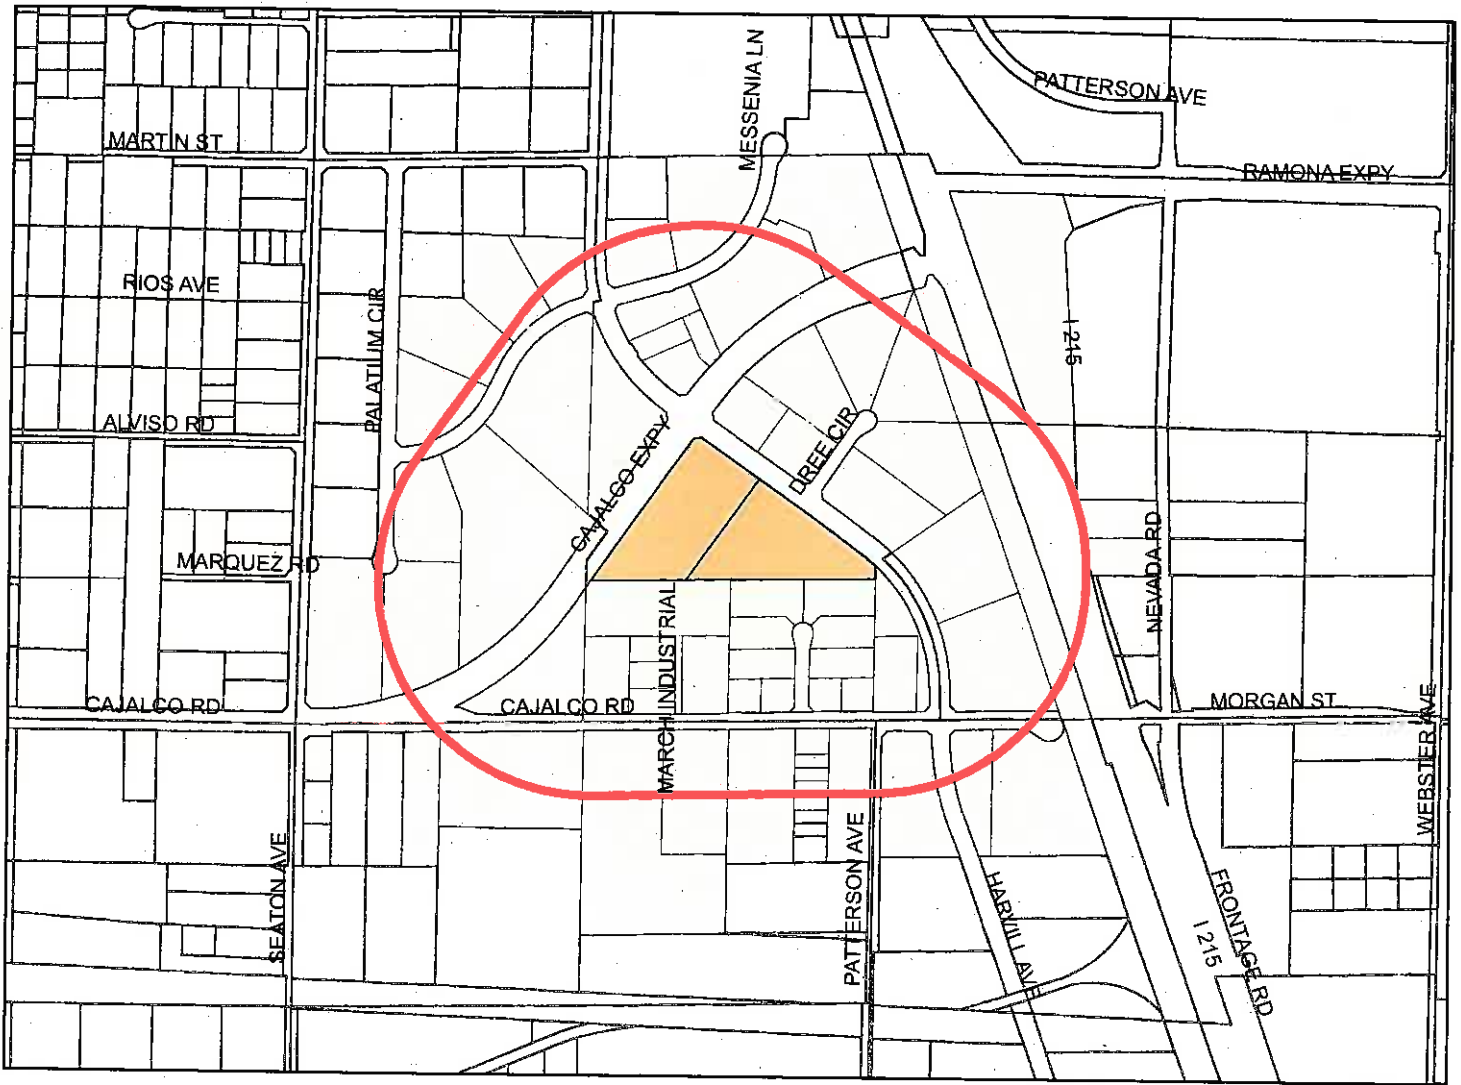 MESSENIA LN
PATTERSON AVE
MARTIN ST
RAMONA EXPY
RIOS AVE
PALATIUM CIR
I 215
ALVISO RD
CAJALCO EXPY
DREE CIR
MARQUEZ RD
NEVADA RD
MARCH INDUSTRIAL
CAJALCO RD
CAJALCO RD
MORGAN ST
WEBSTER AVE
SEATON AVE
PATTERSON AVE
HARVILL AVE
I 215
FRONTAGE RD